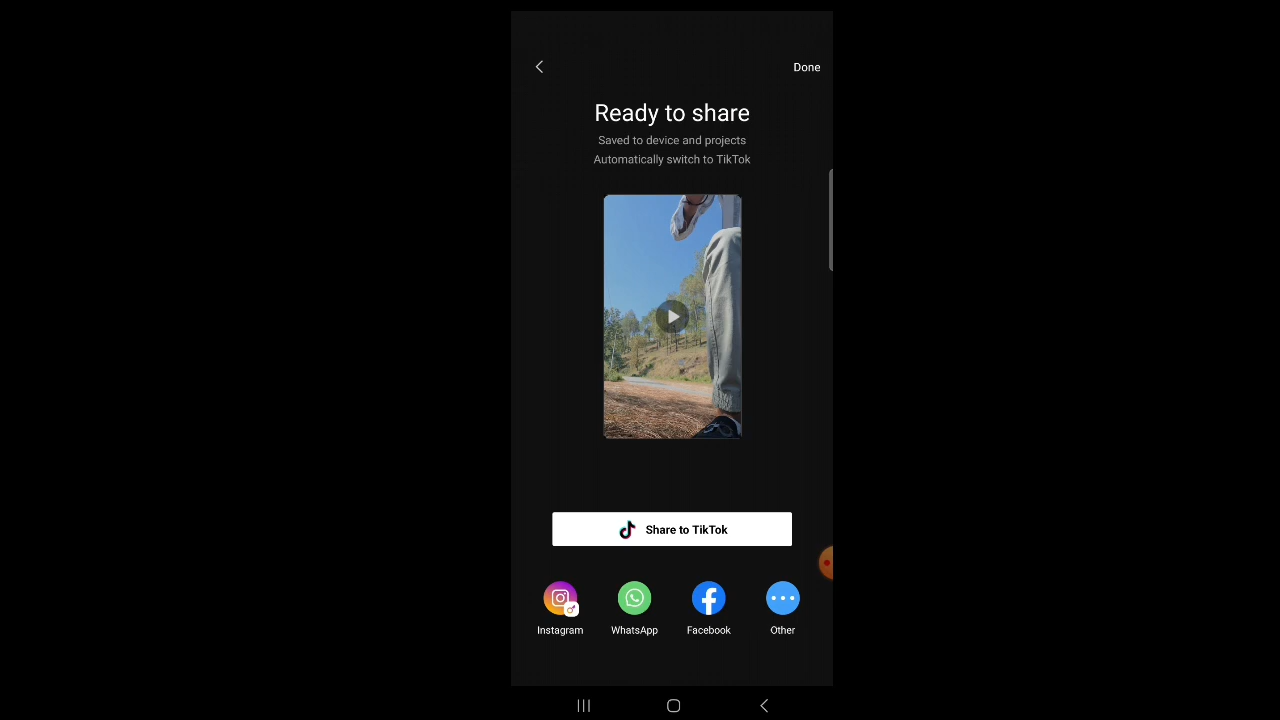 Done
Ready to share
Saved to device and projects
Automatically switch to TikTok
Share to TikTok
Instagram
WhatsApp
Facebook
Other